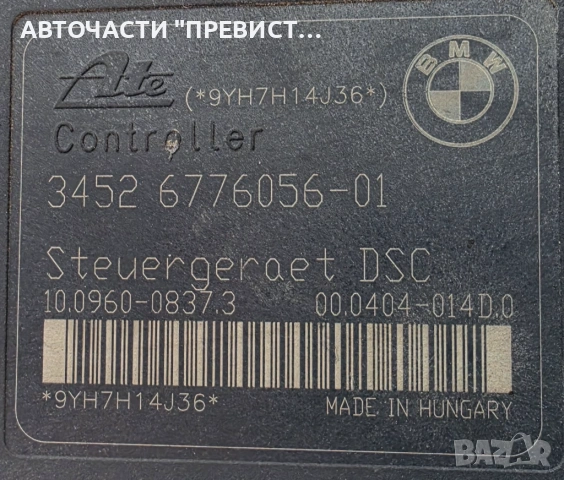 АВТОЧАСТИ "ПРЕВИСТ...
Ate
(*9YH7H14J36*)
BMW
Controller
3452 6776056-01
Steuergeraet DSC
10.0960-0837.3 00.0404-014D.0
*9YH7H14J36* MADE IN HUNGARY
BAZAR